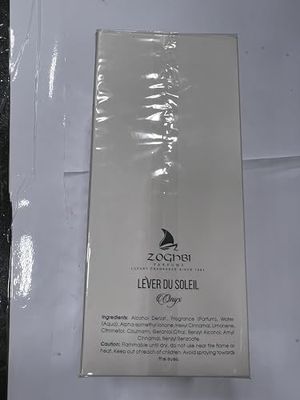 ZOGHBI
PARFUMS
LUXURY FRAGRANCE SINCE 1961
LEVER DU SOLEIL
Onyx
Ingredients: Alcohol Denat., Fragrance (Parfum), Water
(Aqua), Alpha-Isomethyl Ionone, Hexyl Cinnamal, Limonene,
Citronellol, Coumarin, Geraniol, Citral, Benzyl Alcohol, Amyl
Cinnamal, Benzyl Benzoate.
Caution: Flammable until dry, do not use near fire flame or
heat. Keep out of reach of children. Avoid spraying towards
the eyes.